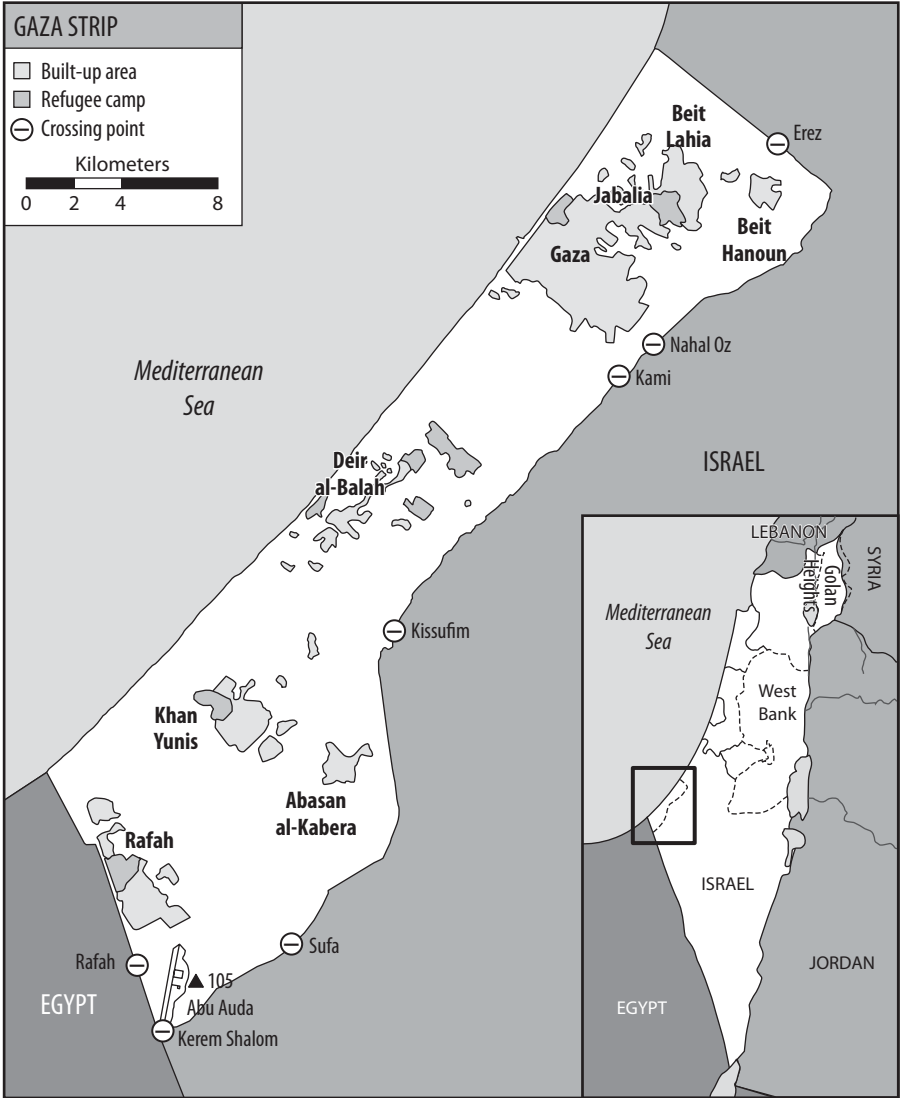 GAZA STRIP
Built-up area
Refugee camp
Crossing point
Kilometers
0 2 4 8
Beit
Lahia
Erez
Jabalia
Beit
Hanoun
Gaza
Nahal Oz
Kami
Mediterranean
Sea
ISRAEL
Deir
al-Balah
Kissufim
Khan
Yunis
Abasan
al-Kabera
Rafah
Sufa
Rafah
105
Abu Auda
EGYPT
Kerem Shalom
LEBANON
SYRIA
Golan
Heights
Mediterranean
Sea
West
Bank
ISRAEL
JORDAN
EGYPT